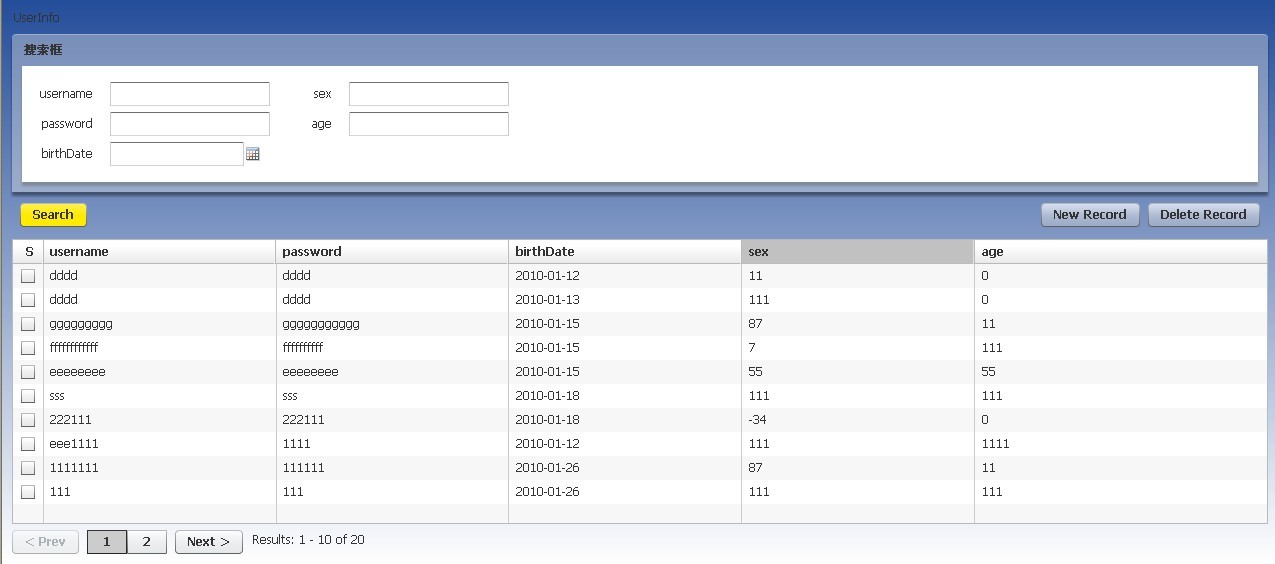 UserInfo
搜索框
username sex
password age
birthDate
Search New Record Delete Record
S username password birthDate sex age
dddd dddd 2010-01-12 11 0
dddd dddd 2010-01-13 111 0
ggggggggg ggggggggggg 2010-01-15 87 11
ffffffffffff ffffffffff 2010-01-15 7 111
eeeeeeee eeeeeeee 2010-01-15 55 55
sss sss 2010-01-18 111 111
222111 222111 2010-01-18 -34 0
eee1111 1111 2010-01-12 111 1111
1111111 111111 2010-01-26 87 11
111 111 2010-01-26 111 111
< Prev 1 2 Next > Results: 1 - 10 of 20